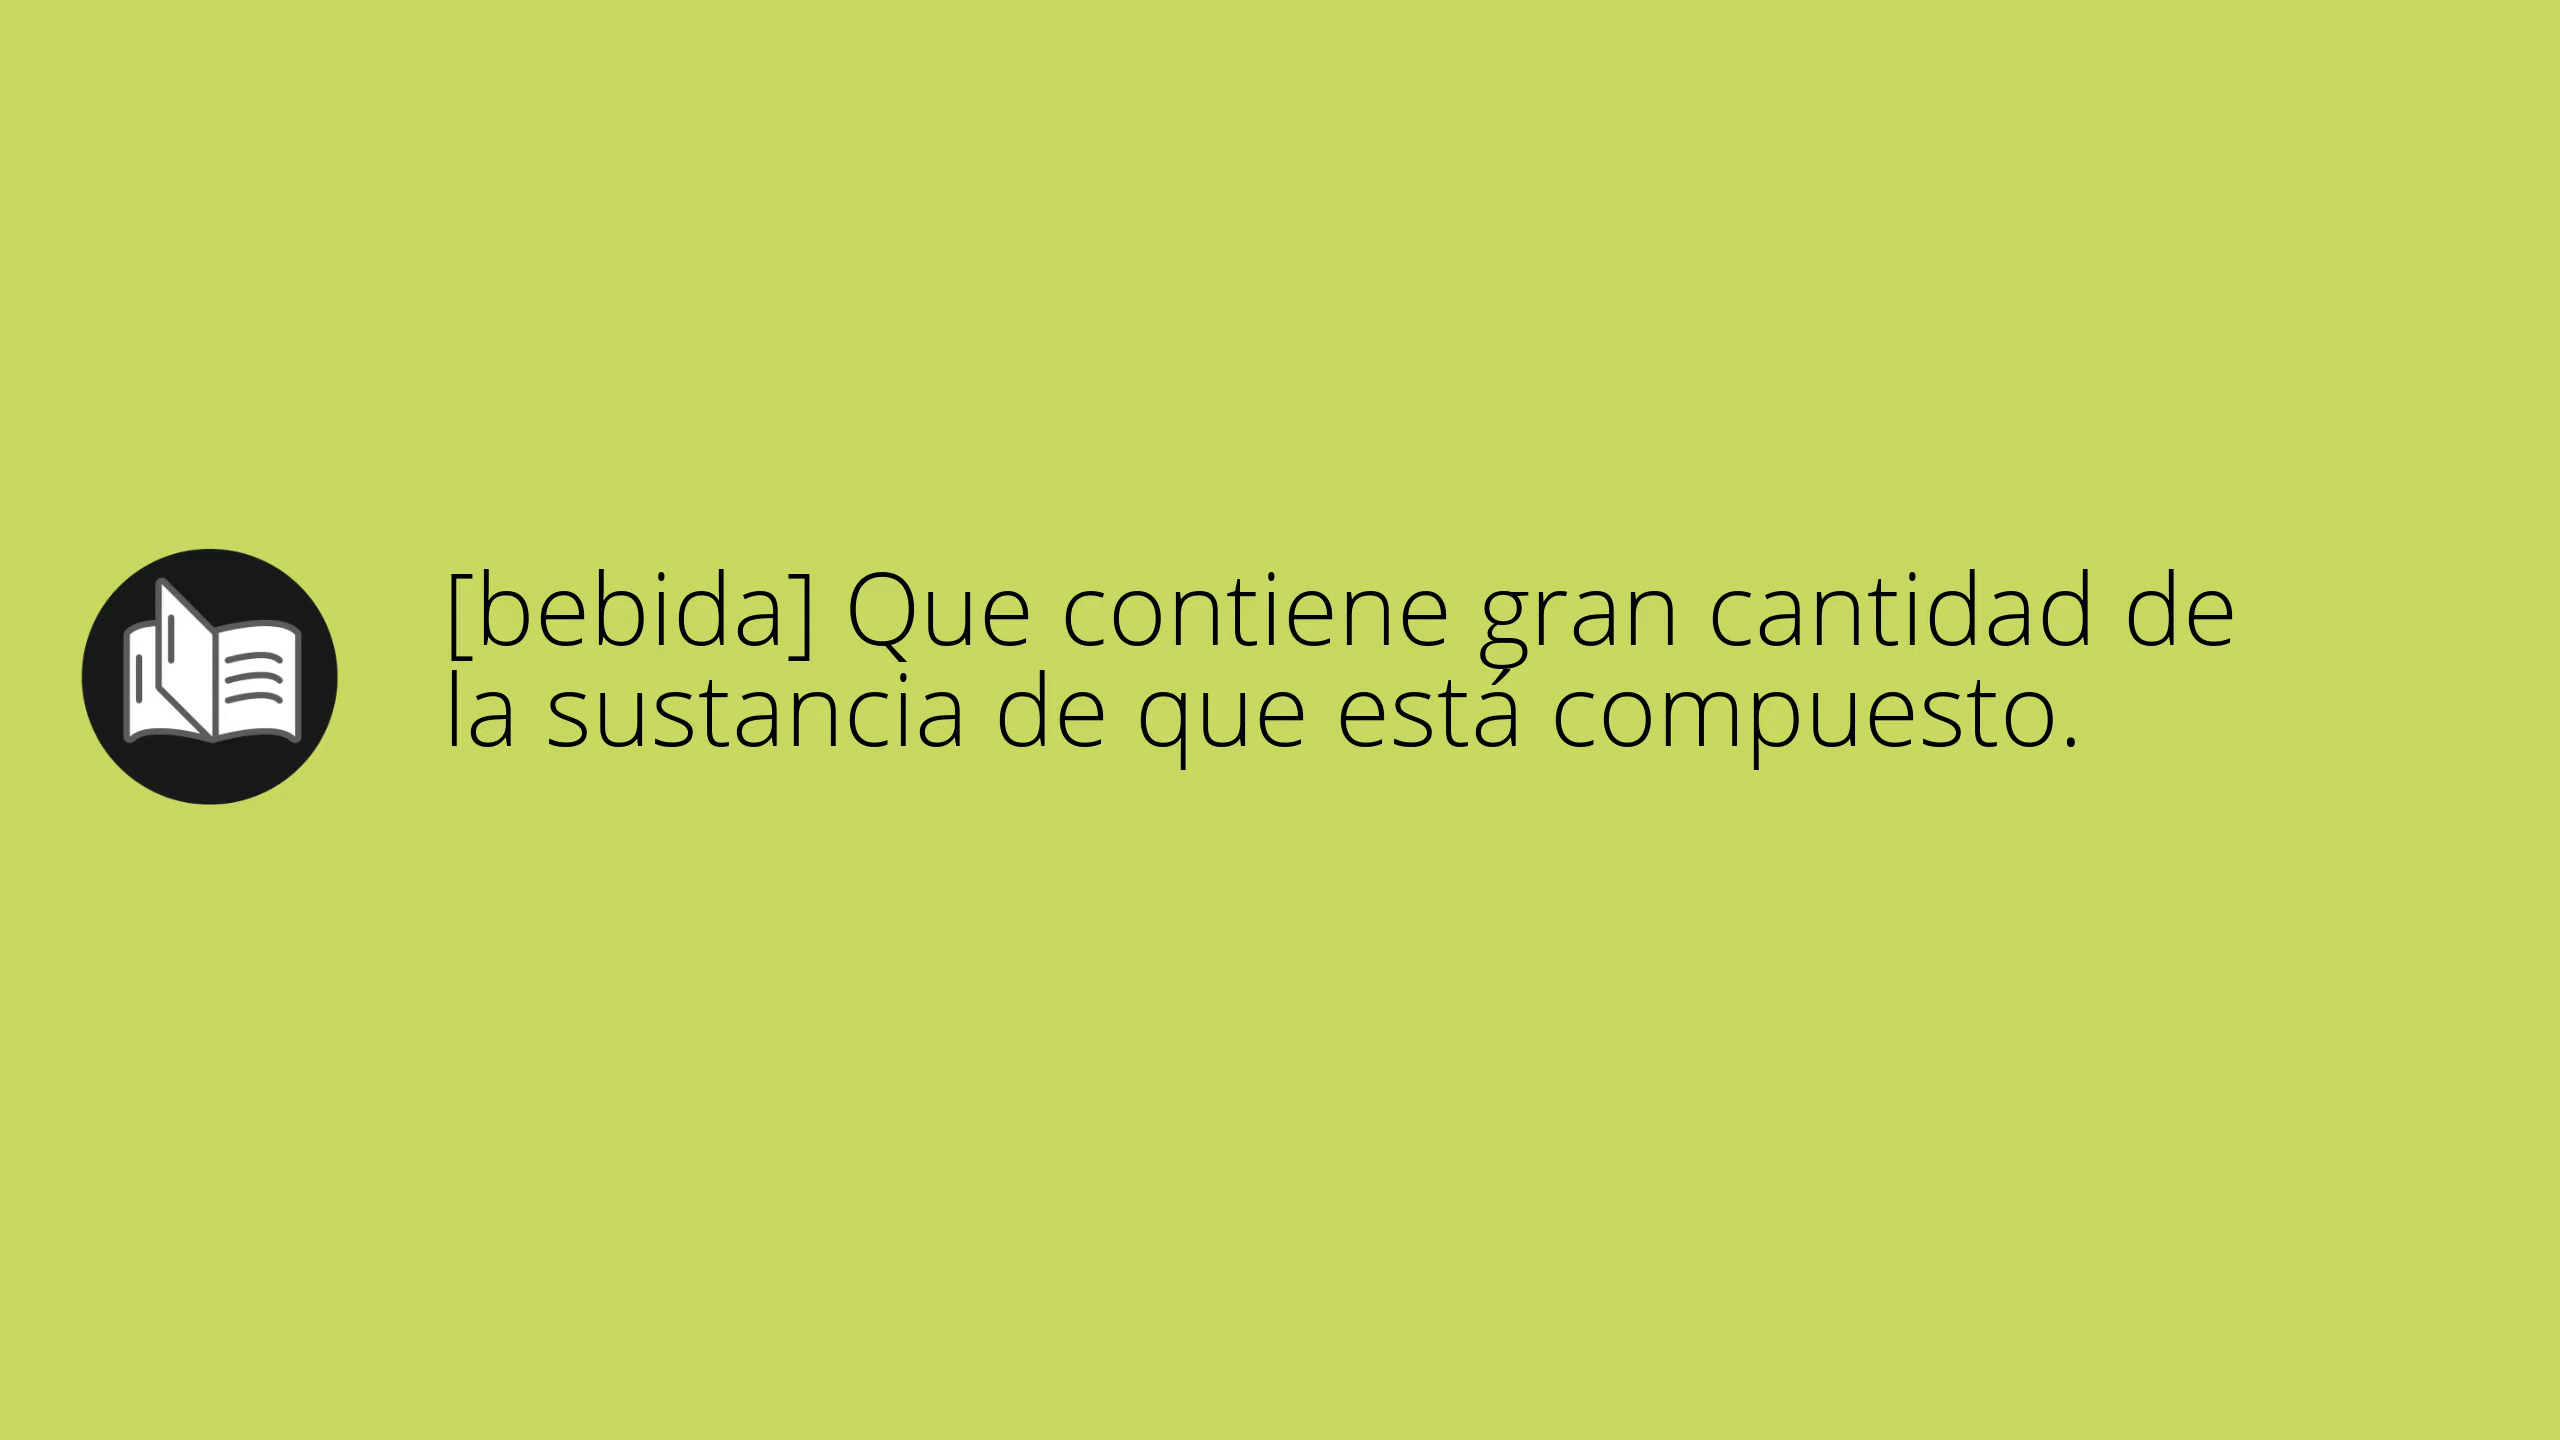 [bebida] Que contiene gran cantidad de
la sustancia de que está compuesto.